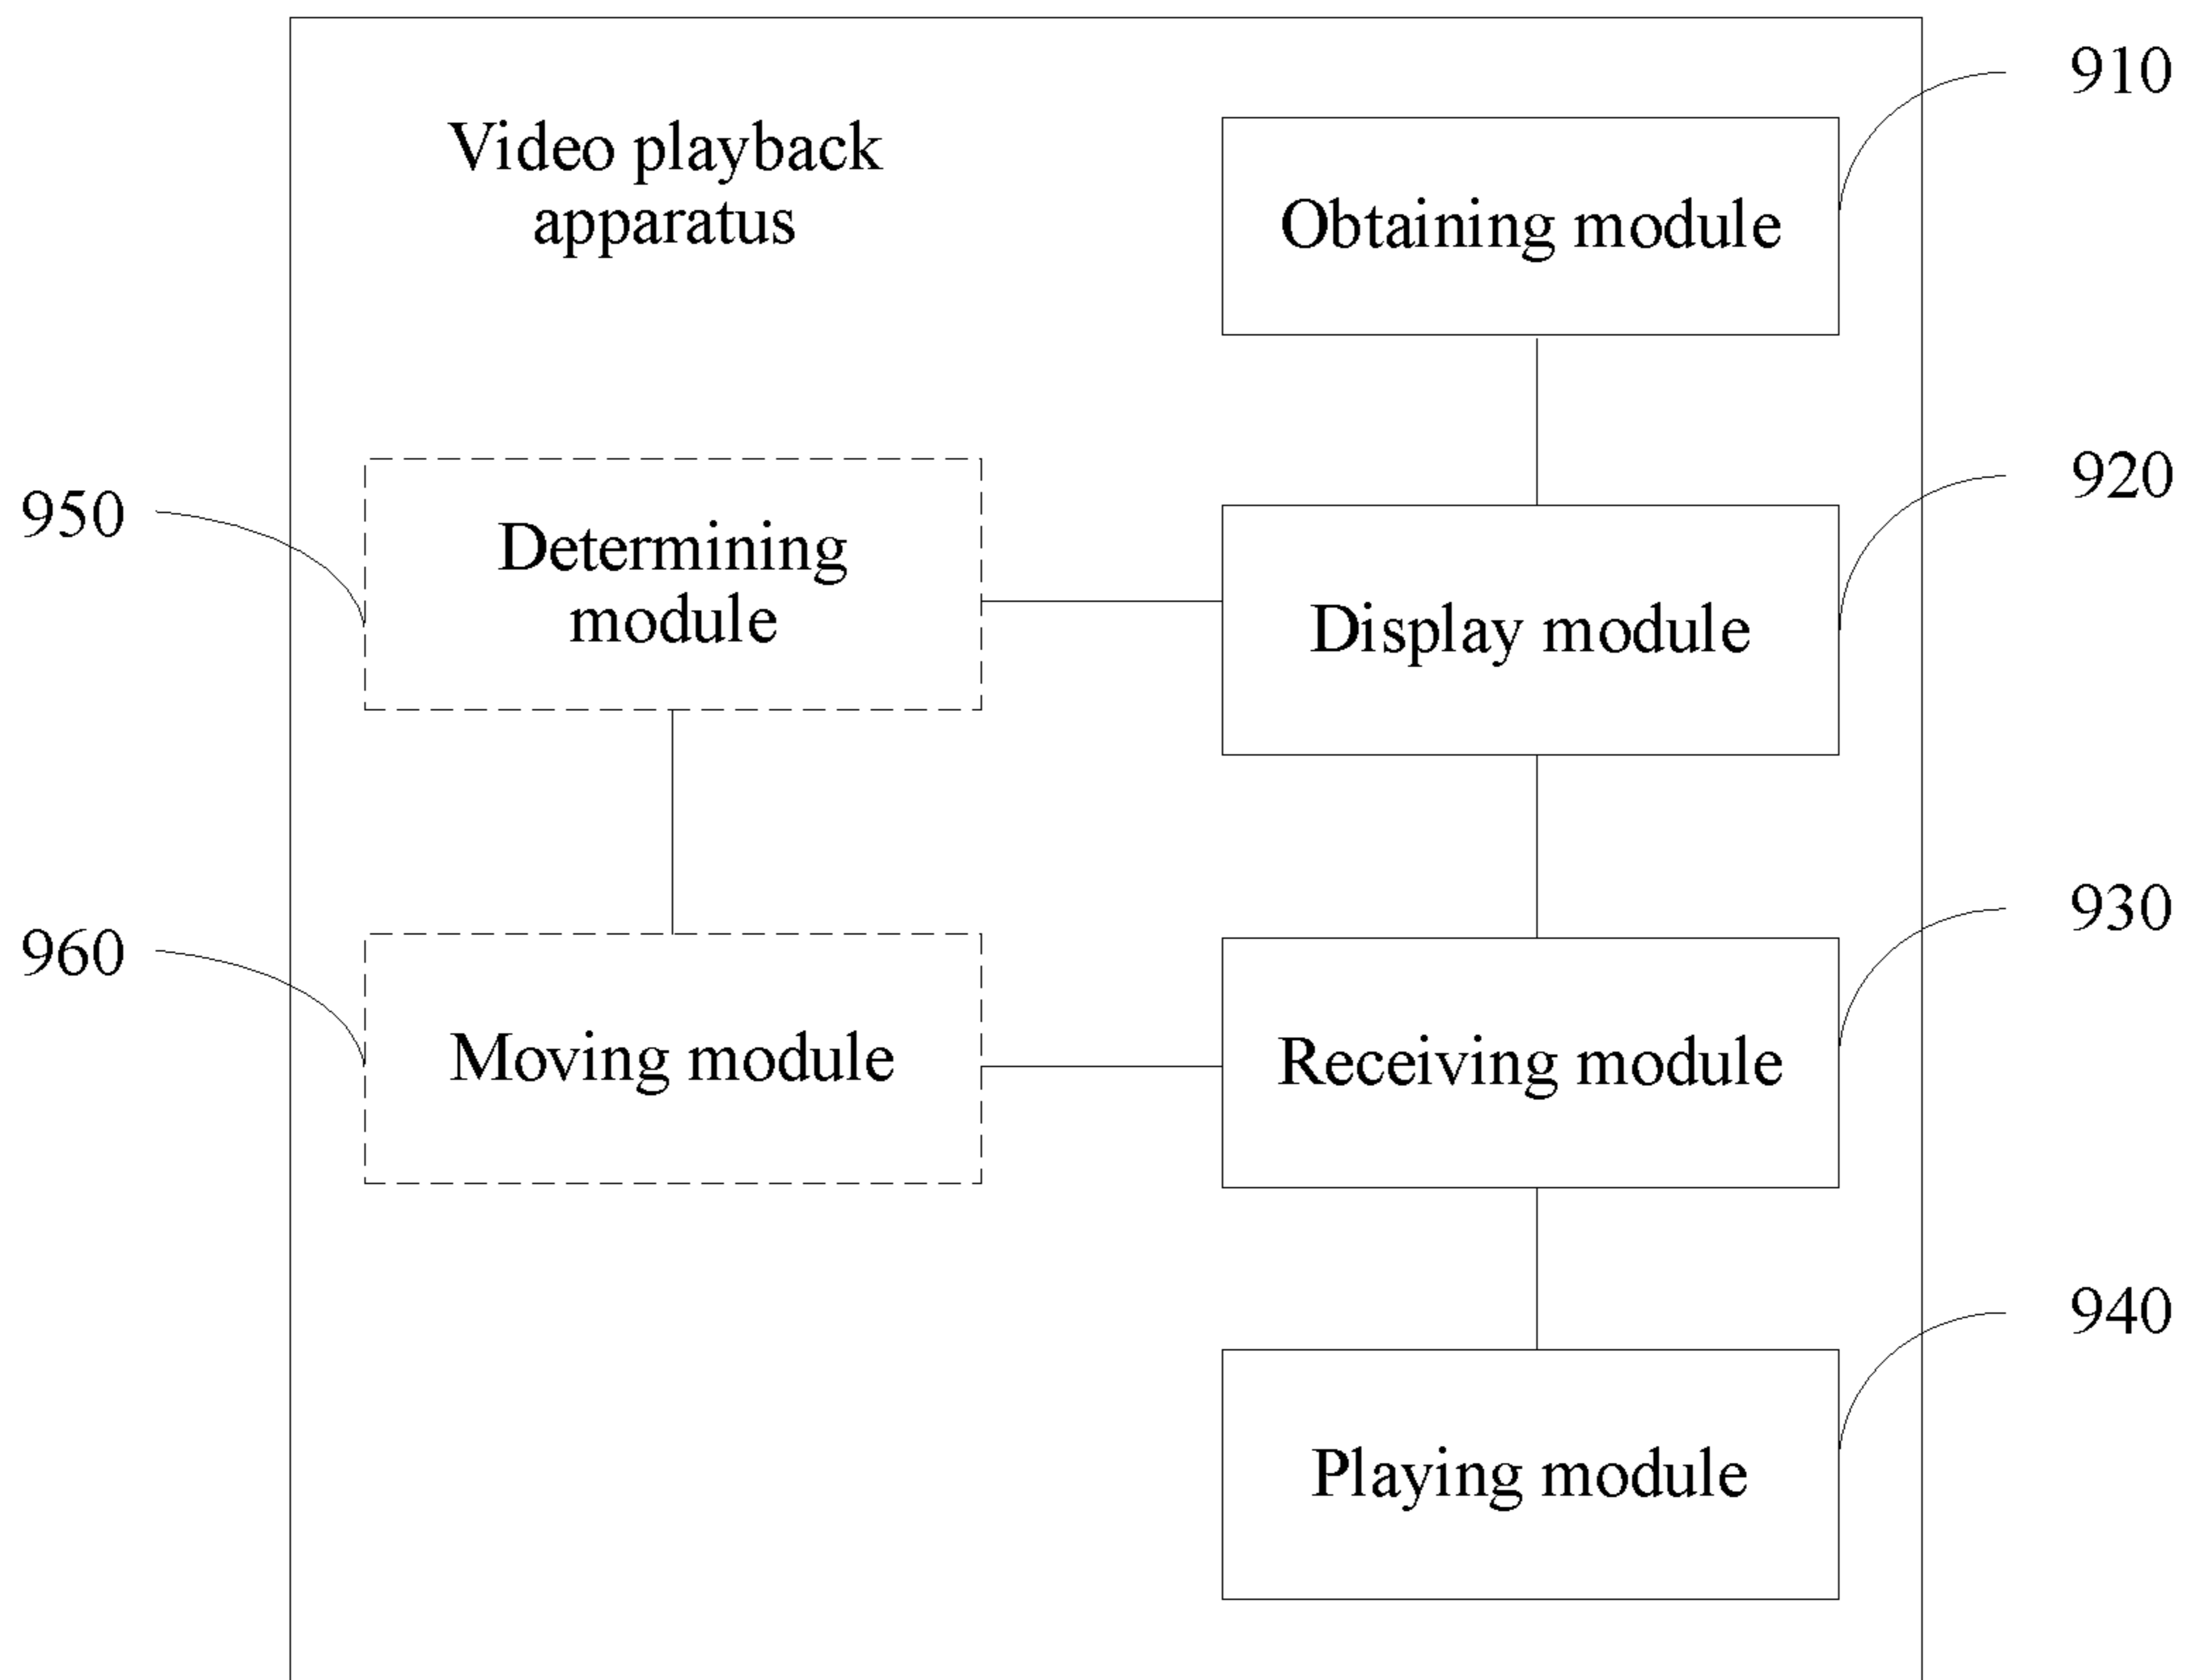 Video playback
apparatus
910
Obtaining module
920
950
Determining
module
Display module
930
960
Moving module
Receiving module
940
Playing module